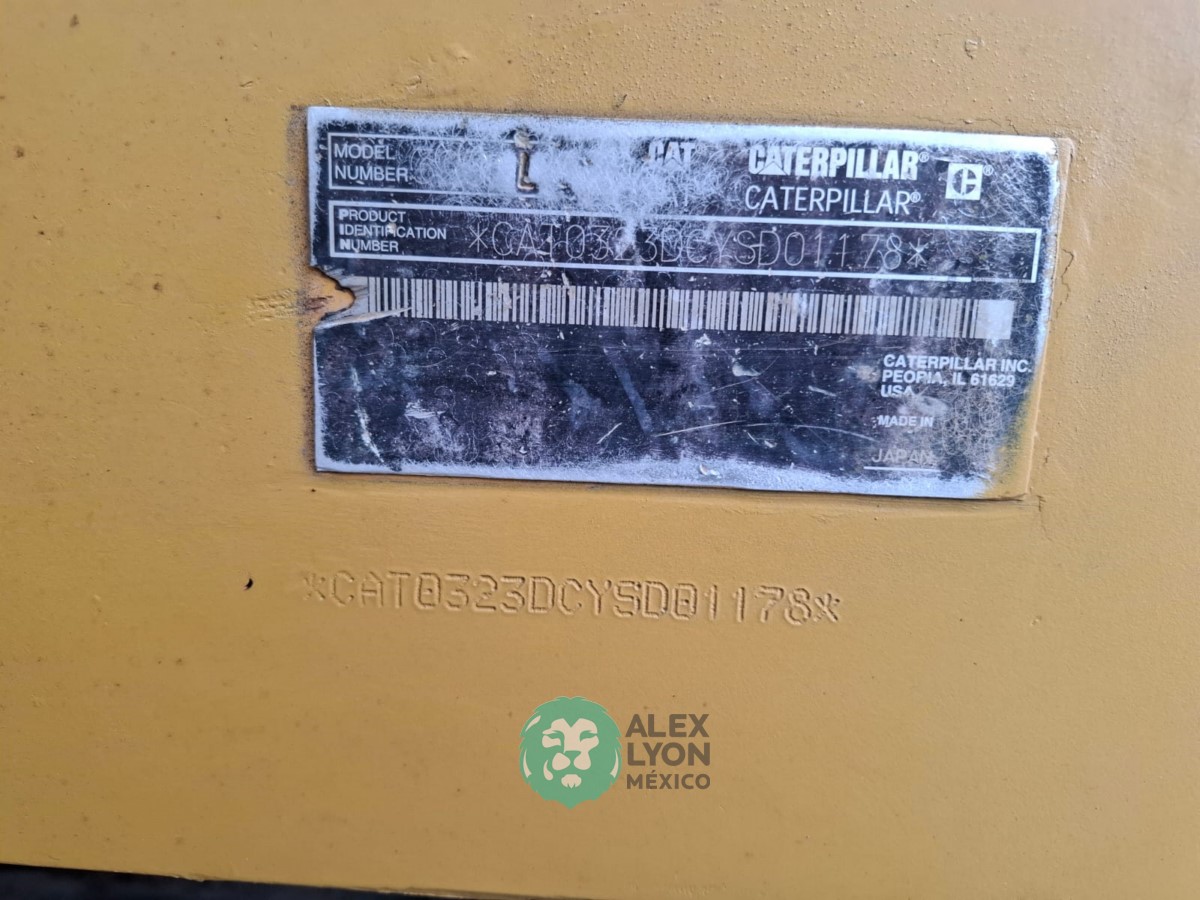 MODEL
NUMBER
L
CAT
CATERPILLAR®
CATERPILLAR®
PRODUCT
IDENTIFICATION
NUMBER
*CAT0323DCYSD01178*
CATERPILLAR INC.
PEORIA, IL 61629
USA
MADE IN
JAPAN
*CAT0323DCYSD01178*
ALEX
LYON
MÉXICO